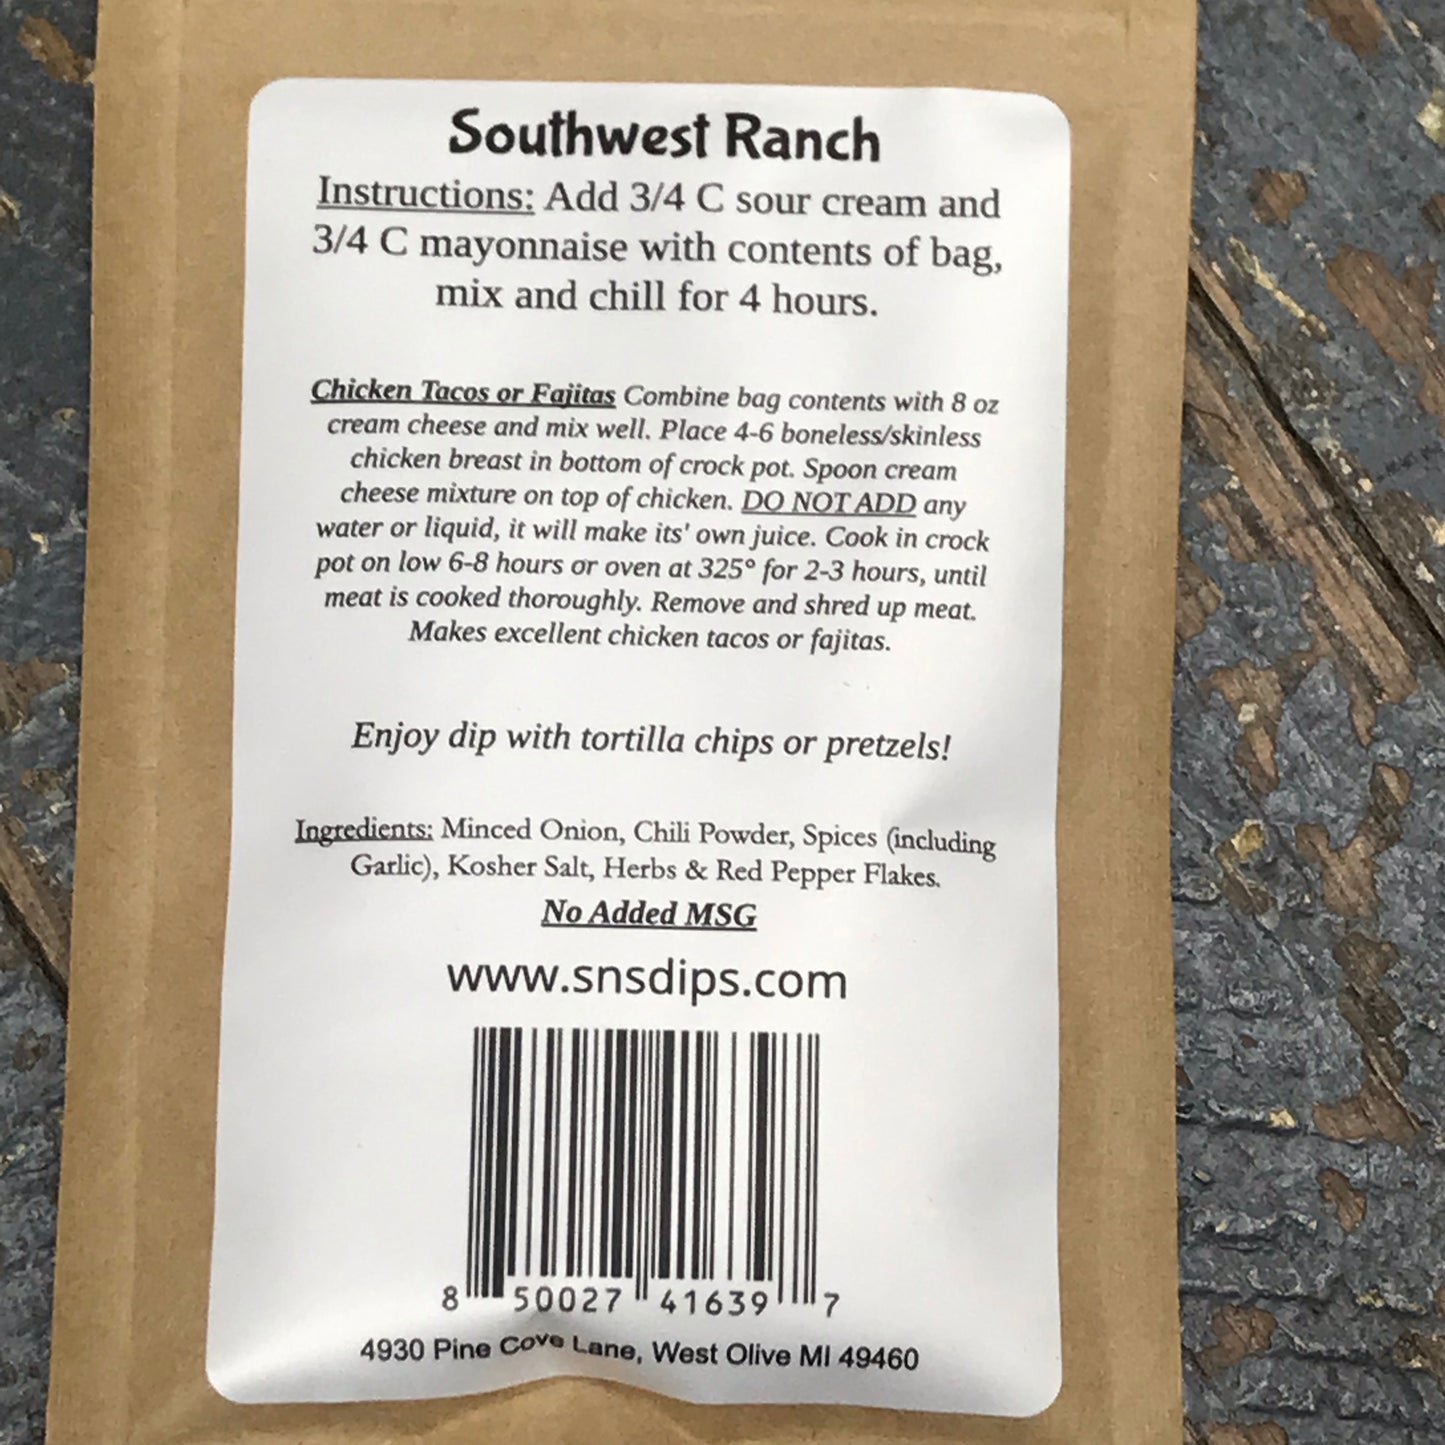 Southwest Ranch
Instructions: Add 3/4 C sour cream and
3/4 C mayonnaise with contents of bag,
mix and chill for 4 hours.
Chicken Tacos or Fajitas Combine bag contents with 8 oz
cream cheese and mix well. Place 4-6 boneless/skinless
chicken breast in bottom of crock pot. Spoon cream
cheese mixture on top of chicken. DO NOT ADD any
water or liquid, it will make its' own juice. Cook in crock
pot on low 6-8 hours or oven at 325° for 2-3 hours, until
meat is cooked thoroughly. Remove and shred up meat.
Makes excellent chicken tacos or fajitas.
Enjoy dip with tortilla chips or pretzels!
Ingredients: Minced Onion, Chili Powder, Spices (including
Garlic), Kosher Salt, Herbs & Red Pepper Flakes.
No Added MSG
www.snsdips.com
8 50027 41639 7
4930 Pine Cove Lane, West Olive MI 49460